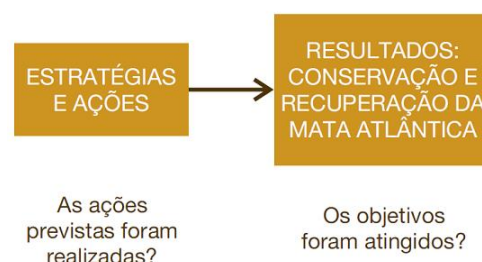 ESTRATÉGIAS
E AÇÕES
RESULTADOS:
CONSERVAÇÃO E
RECUPERAÇÃO DA
MATA ATLÂNTICA
As ações
previstas foram
realizadas?
Os objetivos
foram atingidos?